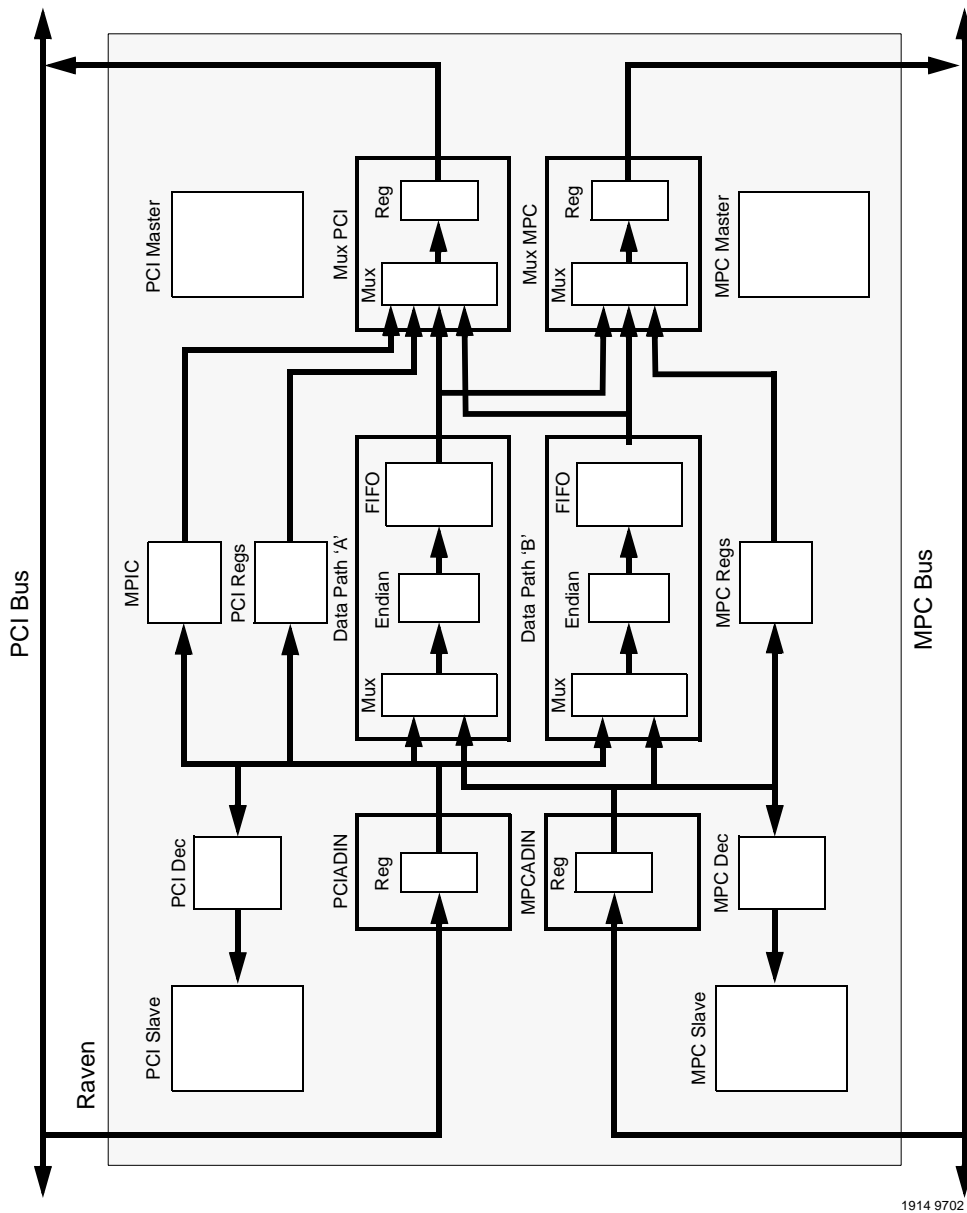 PCI Bus
MPC Bus
Raven
PCI Master
Mux PCI
Reg
Mux
Mux MPC
Reg
Mux
MPC Master
MPIC
PCI Regs
Data Path 'A'
FIFO
Endian
Mux
Data Path 'B'
FIFO
Endian
Mux
MPC Regs
PCI Dec
PCIADIN
Reg
MPCADIN
Reg
MPC Dec
PCI Slave
MPC Slave
1914 9702